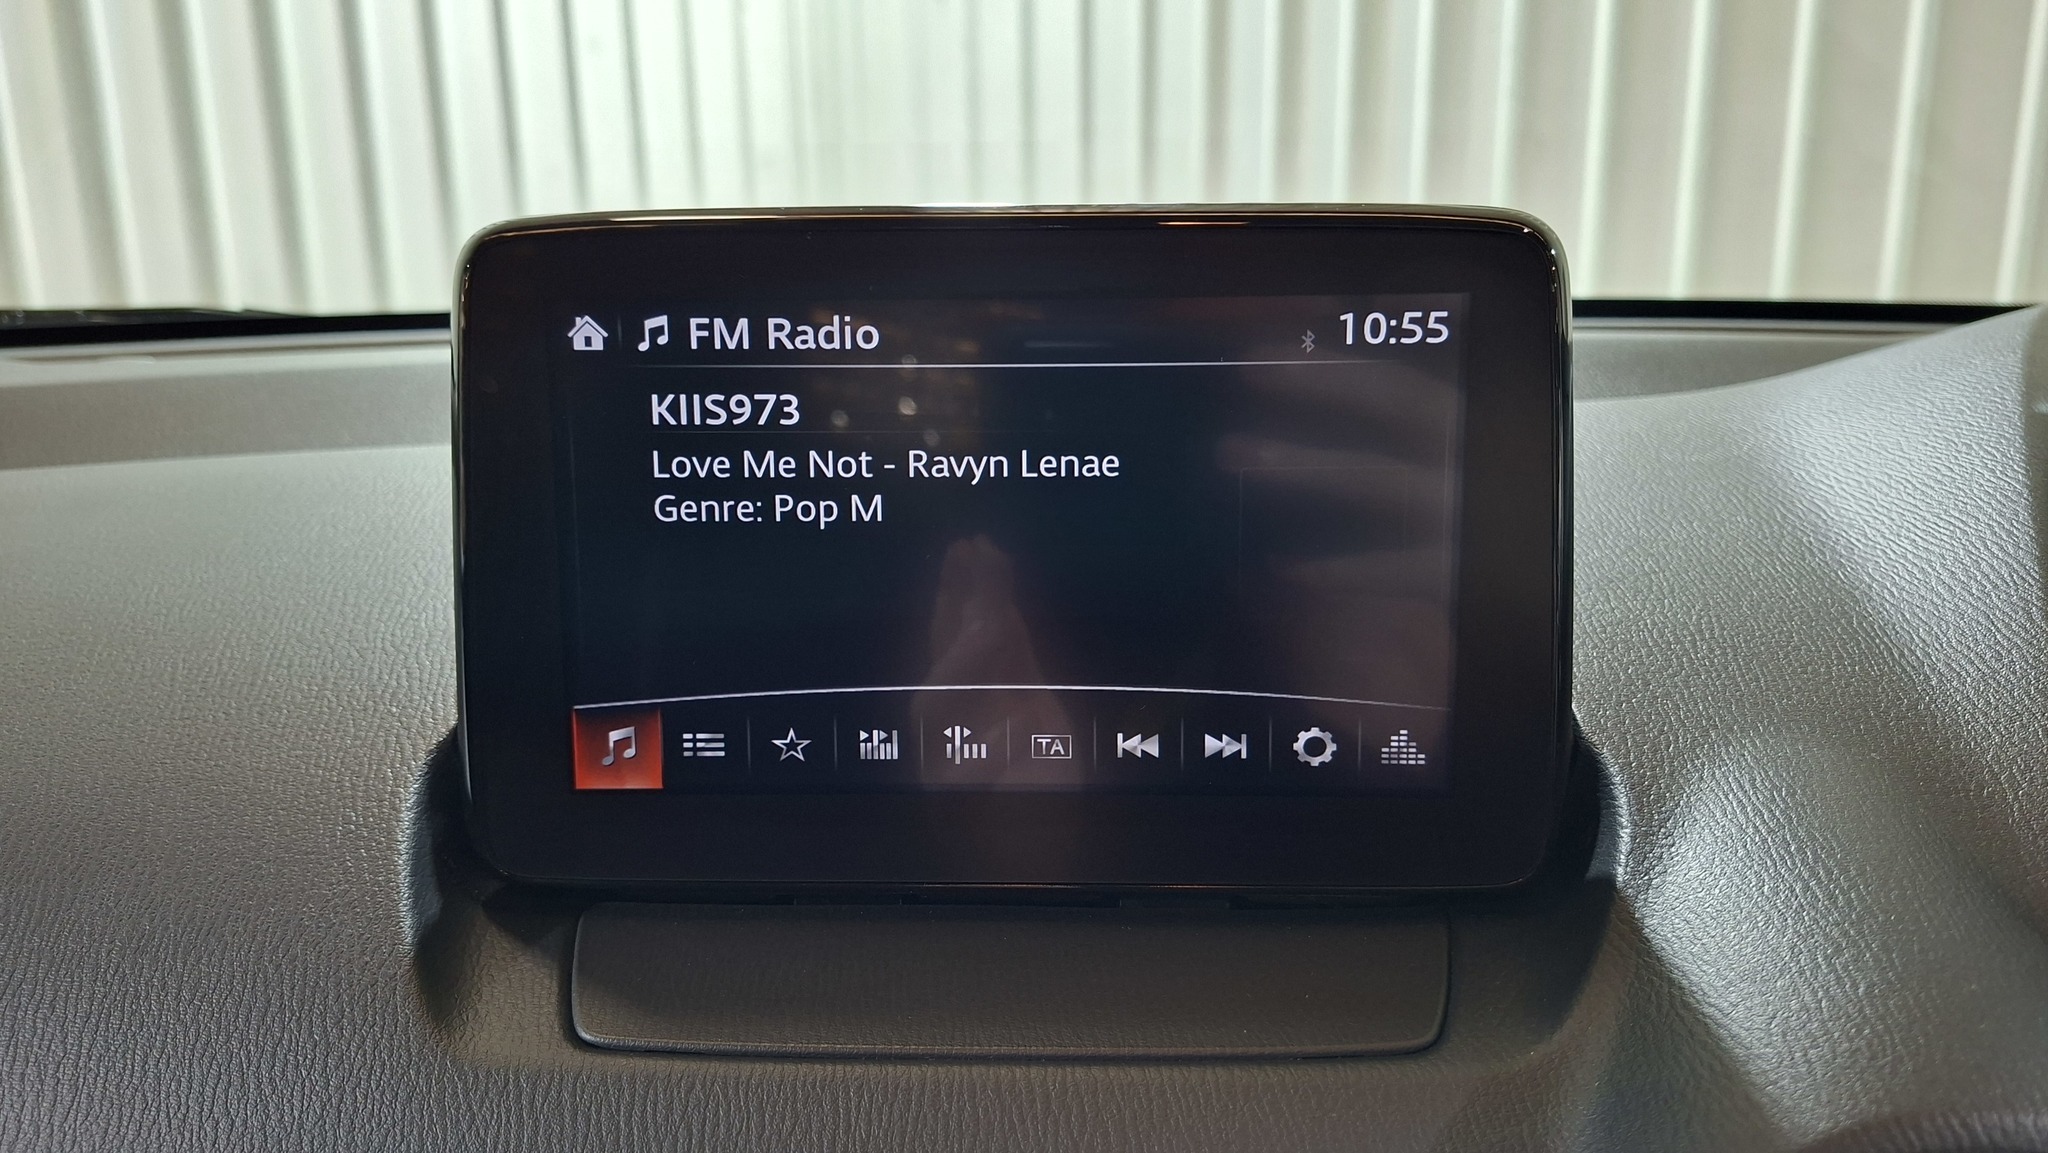 FM Radio
10:55
KIIS973
Love Me Not - Ravyn Lenae
Genre: Pop M
TA